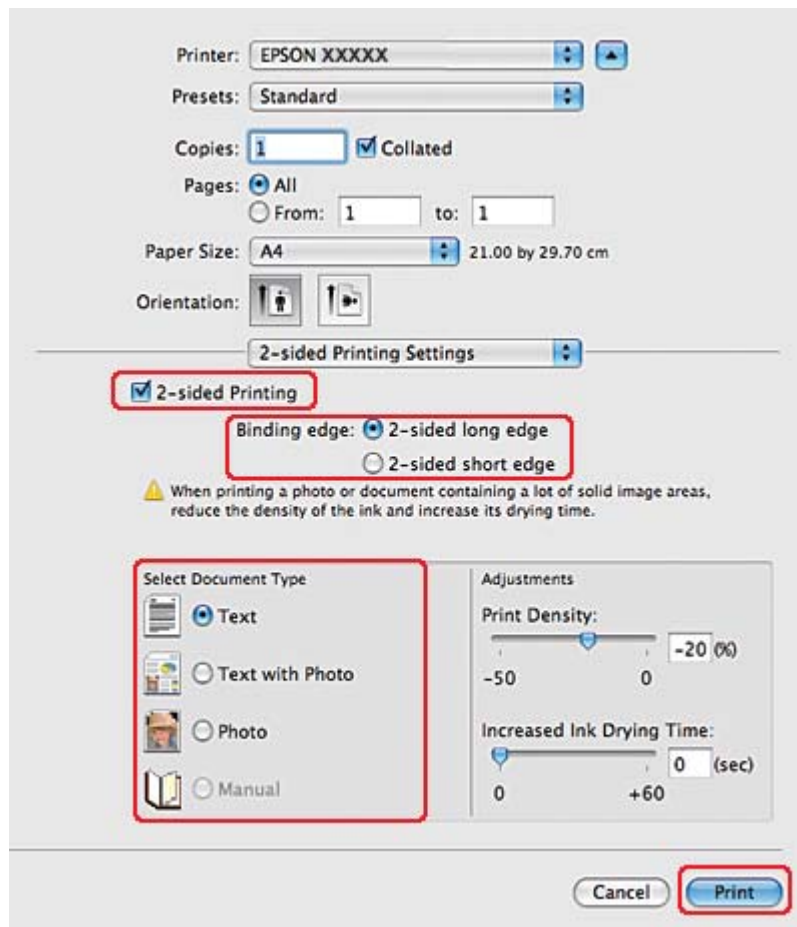 Printer: EPSON XXXXX
Presets: Standard
Copies: 1 Collated
Pages: All
From: 1 to: 1
Paper Size: A4 21.00 by 29.70 cm
Orientation:
2-sided Printing Settings
2-sided Printing
Binding edge: 2-sided long edge
2-sided short edge
When printing a photo or document containing a lot of solid image areas,
reduce the density of the ink and increase its drying time.
Select Document Type
Text
Text with Photo
Photo
Manual
Adjustments
Print Density:
-20 (%)
-50 0
Increased Ink Drying Time:
0 (sec)
0 +60
Cancel Print